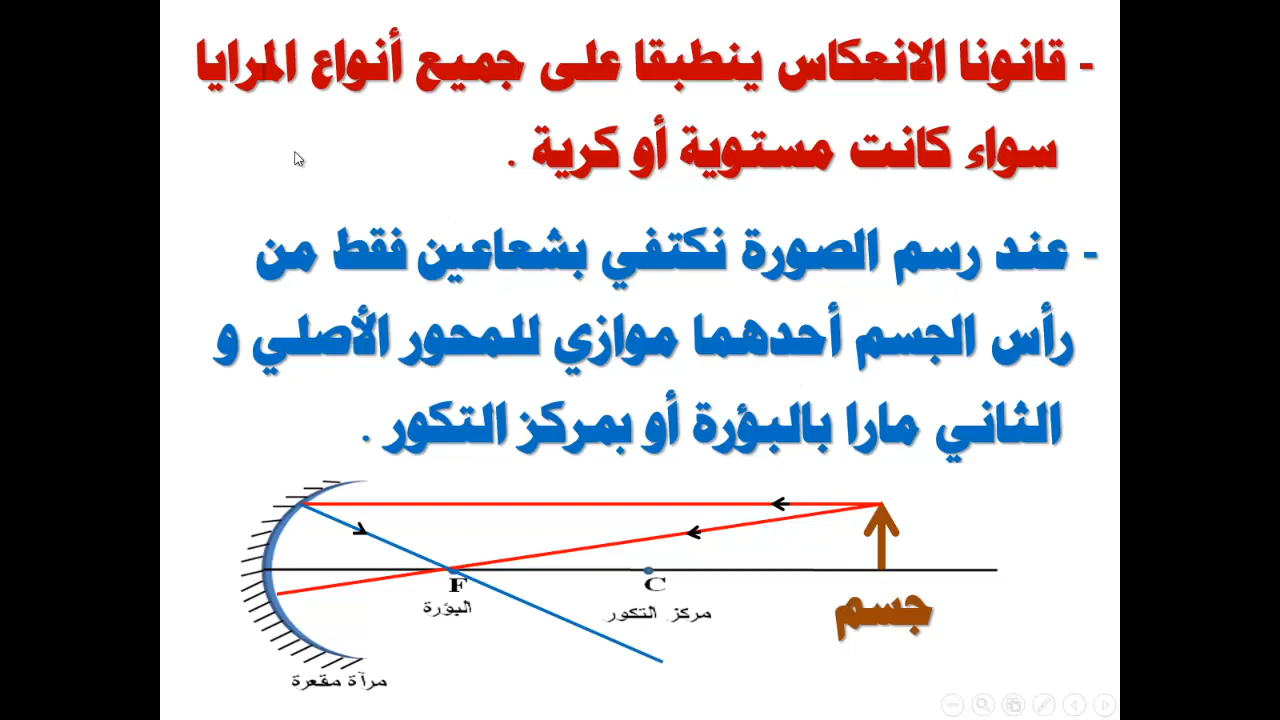 - قانونا الانعكاس ينطبقا على جميع أنواع المرايا
سواء كانت مستوية أو كرية .
- عند رسم الصورة نكتفي بشعاعين فقط من
رأس الجسم أحدهما موازي للمحور الأصلي و
الثاني مارا بالبؤرة أو بمركز التكور .
F
C
البؤرة
مركز التكور
جسم
مرآة مقعرة